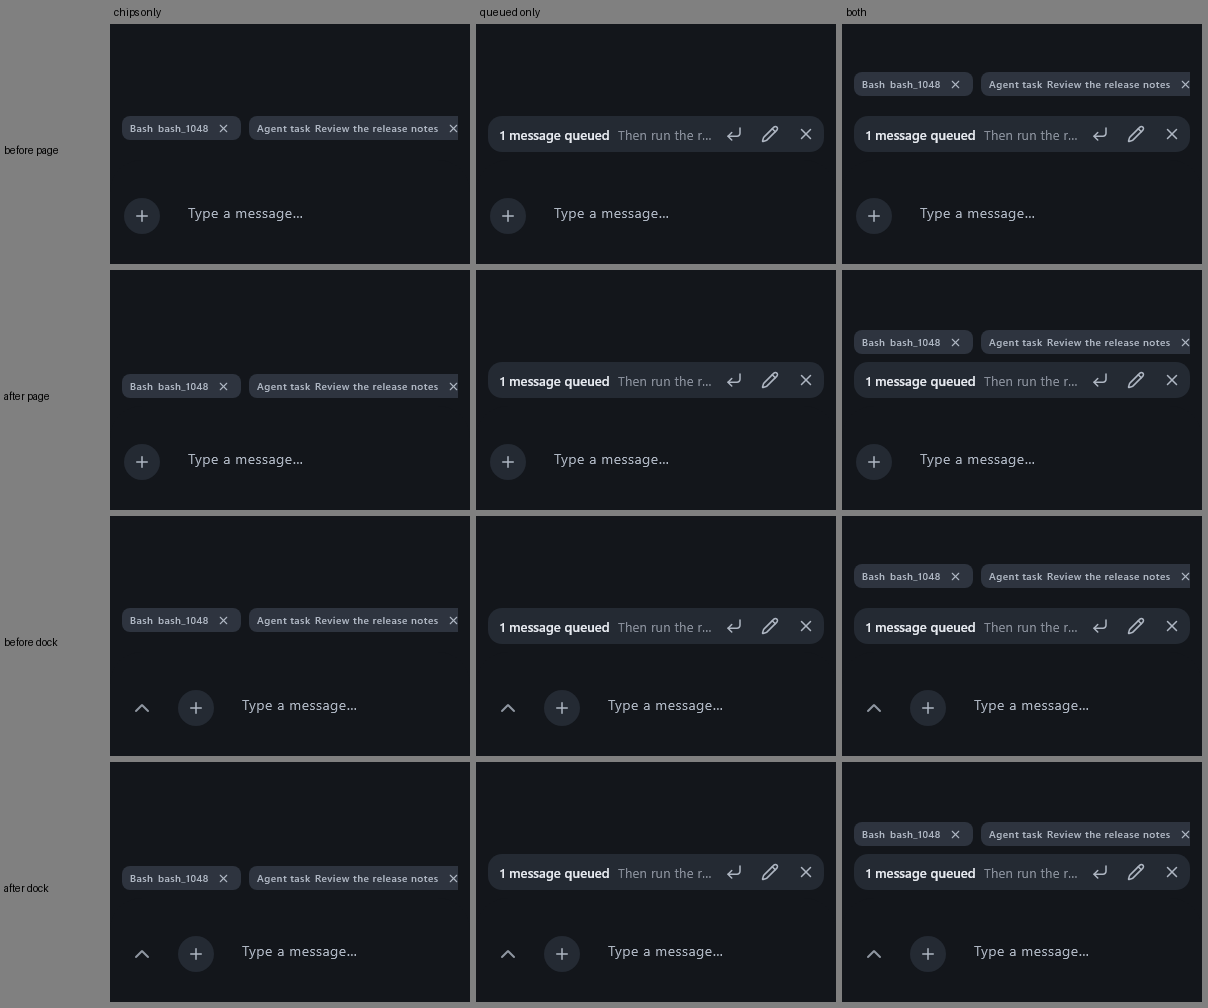 chips only queued only both
before page
Bash bash_1048 Agent task Review the release notes
1 message queued Then run the r...
Bash bash_1048 Agent task Review the release notes
1 message queued Then run the r...
Type a message...
Type a message...
Type a message...
after page
Bash bash_1048 Agent task Review the release notes
1 message queued Then run the r...
Bash bash_1048 Agent task Review the release notes
1 message queued Then run the r...
Type a message...
Type a message...
Type a message...
before dock
Bash bash_1048 Agent task Review the release notes
1 message queued Then run the r...
Bash bash_1048 Agent task Review the release notes
1 message queued Then run the r...
Type a message...
Type a message...
Type a message...
after dock
Bash bash_1048 Agent task Review the release notes
1 message queued Then run the r...
Bash bash_1048 Agent task Review the release notes
1 message queued Then run the r...
Type a message...
Type a message...
Type a message...